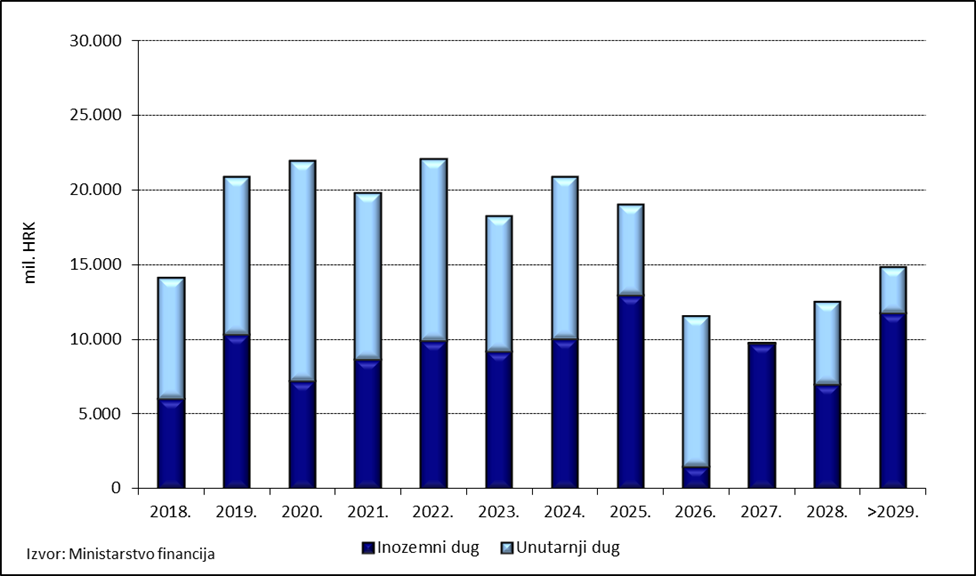 30.000
25.000
20.000
15.000
10.000
5.000
0
mil. HRK
2018. 2019. 2020. 2021. 2022. 2023. 2024. 2025. 2026. 2027. 2028. >2029.
Inozemni dug Unutarnji dug
Izvor: Ministarstvo financija